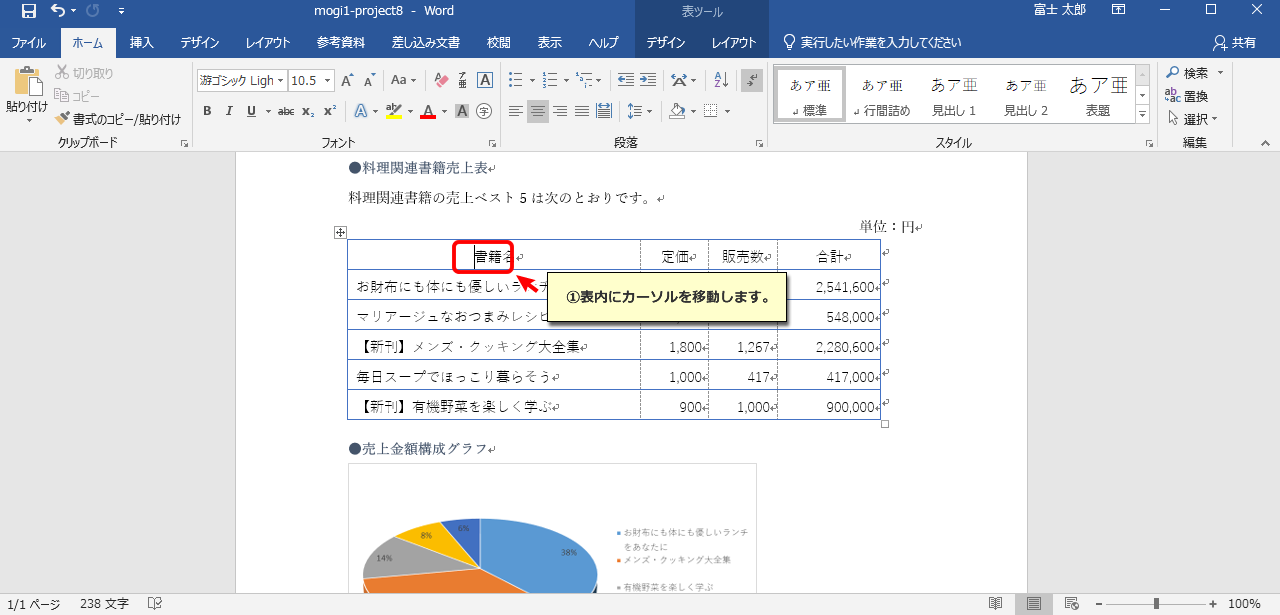 mogi1-project8 - Word
表ツール
富士 太郎
ファイル ホーム 挿入 デザイン レイアウト 参考資料 差し込み文書 校閲 表示 ヘルプ デザイン レイアウト 実行したい作業を入力してください 共有
貼り付け
切り取り
コピー
書式のコピー/貼り付け
クリップボード
游ゴシック Ligh 10.5
フォント
段落
あア亜 標準
あア亜 行間詰め
あア亜 見出し 1
あア亜 見出し 2
あア亜 表題
スタイル
検索
置換
選択
編集
●料理関連書籍売上表
料理関連書籍の売上ベスト 5 は次のとおりです。
単位：円
書籍名 定価 販売数 合計
お財布にも体にも優しいランチ 2,541,600
マリアージュなおつまみレシピ 548,000
【新刊】メンズ・クッキング大全集 1,800 1,267 2,280,600
毎日スープでほっこり暮らそう 1,000 417 417,000
【新刊】有機野菜を楽しく学ぶ 900 1,000 900,000
①表内にカーソルを移動します。
●売上金額構成グラフ
38%
14%
8%
6%
お財布にも体にも優しいランチ
をあなたに
メンズ・クッキング大全集
有機野菜を楽しく学ぶ
1/1 ページ 238 文字 100%